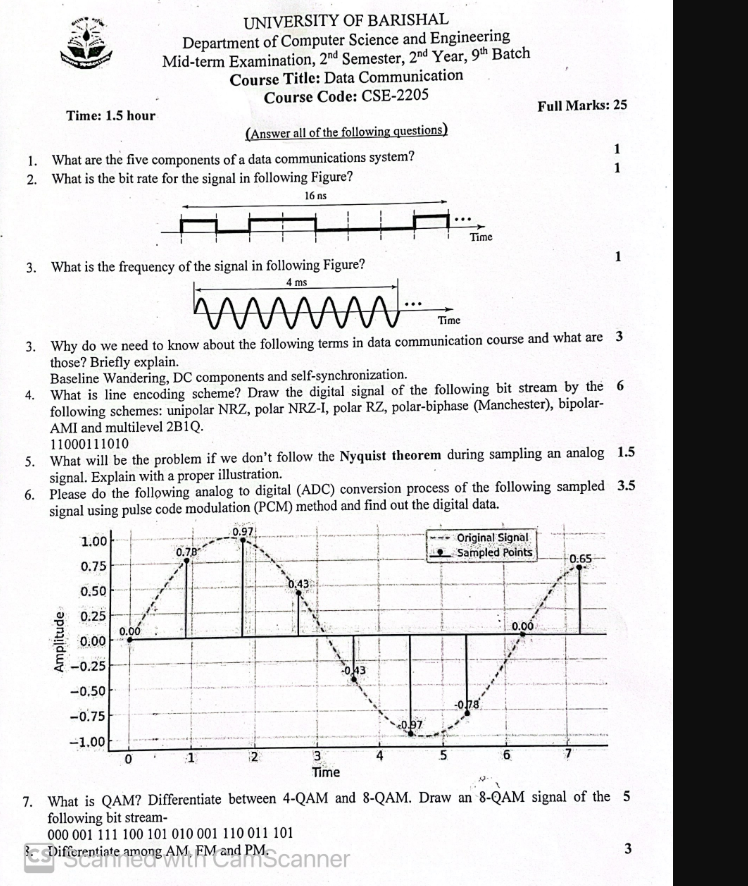 UNIVERSITY OF BARISHAL
Department of Computer Science and Engineering
Mid-term Examination, 2nd Semester, 2nd Year, 9th Batch
Course Title: Data Communication
Course Code: CSE-2205
Time: 1.5 hour
Full Marks: 25
(Answer all of the following questions)
1. What are the five components of a data communications system? 1
2. What is the bit rate for the signal in following Figure? 1
16 ns
...
Time
3. What is the frequency of the signal in following Figure? 1
4 ms
...
Time
3. Why do we need to know about the following terms in data communication course and what are 3
those? Briefly explain.
Baseline Wandering, DC components and self-synchronization.
4. What is line encoding scheme? Draw the digital signal of the following bit stream by the 6
following schemes: unipolar NRZ, polar NRZ-I, polar RZ, polar-biphase (Manchester), bipolar-
AMI and multilevel 2B1Q.
11000111010
5. What will be the problem if we don't follow the Nyquist theorem during sampling an analog 1.5
signal. Explain with a proper illustration.
6. Please do the following analog to digital (ADC) conversion process of the following sampled 3.5
signal using pulse code modulation (PCM) method and find out the digital data.
Original Signal
Sampled Points
Amplitude
1.00
0.75
0.50
0.25
0.00
-0.25
-0.50
-0.75
-1.00
0.00
0.78
0.97
0.43
-0.43
-0.97
-0.78
0.00
0.65
0 1 2 3 4 5 6 7
Time
7. What is QAM? Differentiate between 4-QAM and 8-QAM. Draw an 8-QAM signal of the 5
following bit stream-
000 001 111 100 101 010 001 110 011 101
Differentiate among AM, FM and PM. 3
CS Scanned with CamScanner